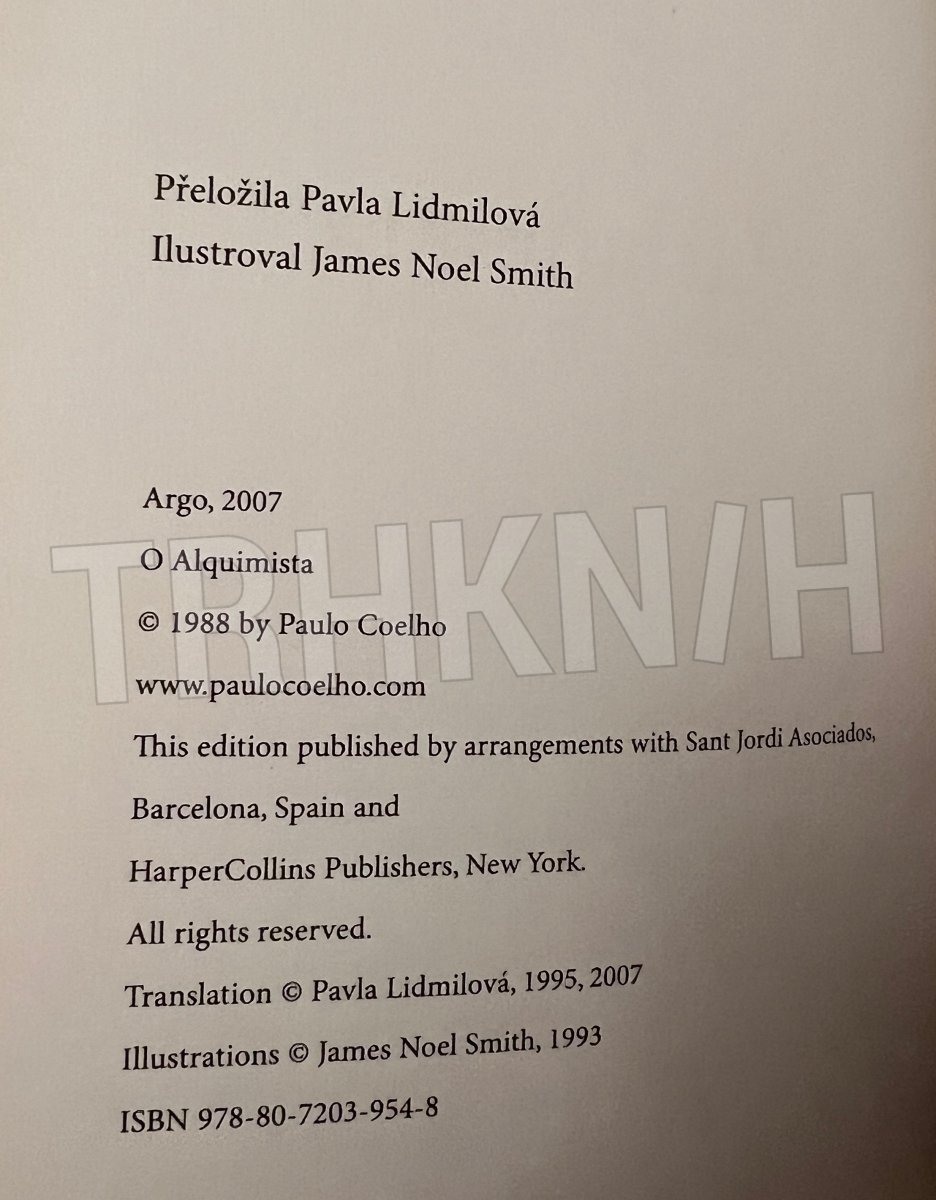 Přeložila Pavla Lidmilová
Ilustroval James Noel Smith
Argo, 2007
O Alquimista
© 1988 by Paulo Coelho
www.paulocoelho.com
This edition published by arrangements with Sant Jordi Asociados,
Barcelona, Spain and
HarperCollins Publishers, New York.
All rights reserved.
Translation © Pavla Lidmilová, 1995, 2007
Illustrations © James Noel Smith, 1993
ISBN 978-80-7203-954-8
TRHKN/H